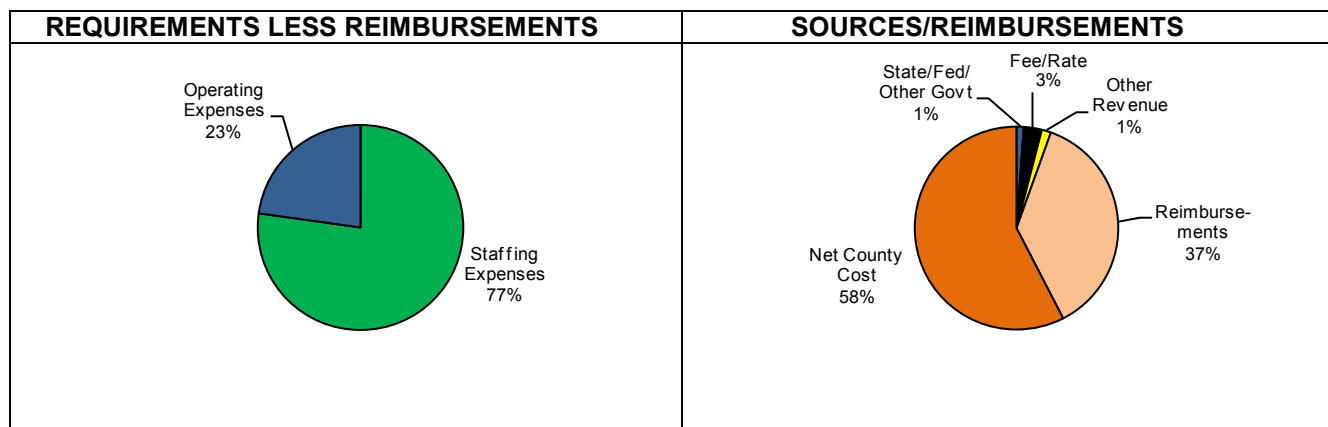 REQUIREMENTS LESS REIMBURSEMENTS
SOURCES/REIMBURSEMENTS
Operating
Expenses
23%
Staffing
Expenses
77%
State/Fed/
Other Govt
1%
Fee/Rate
3%
Other
Revenue
1%
Reimburse-
ments
37%
Net County
Cost
58%